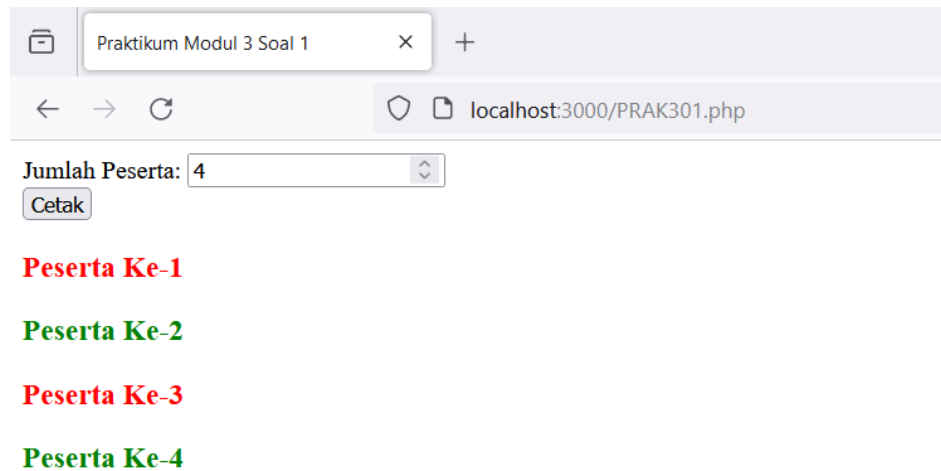 Praktikum Modul 3 Soal 1
localhost:3000/PRAK301.php
Jumlah Peserta: 4
Cetak
Peserta Ke-1
Peserta Ke-2
Peserta Ke-3
Peserta Ke-4